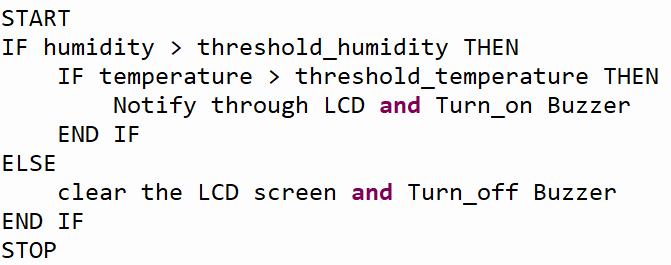 START
IF humidity > threshold_humidity THEN
    IF temperature > threshold_temperature THEN
        Notify through LCD and Turn_on Buzzer
    END IF
ELSE
    clear the LCD screen and Turn_off Buzzer
END IF
STOP